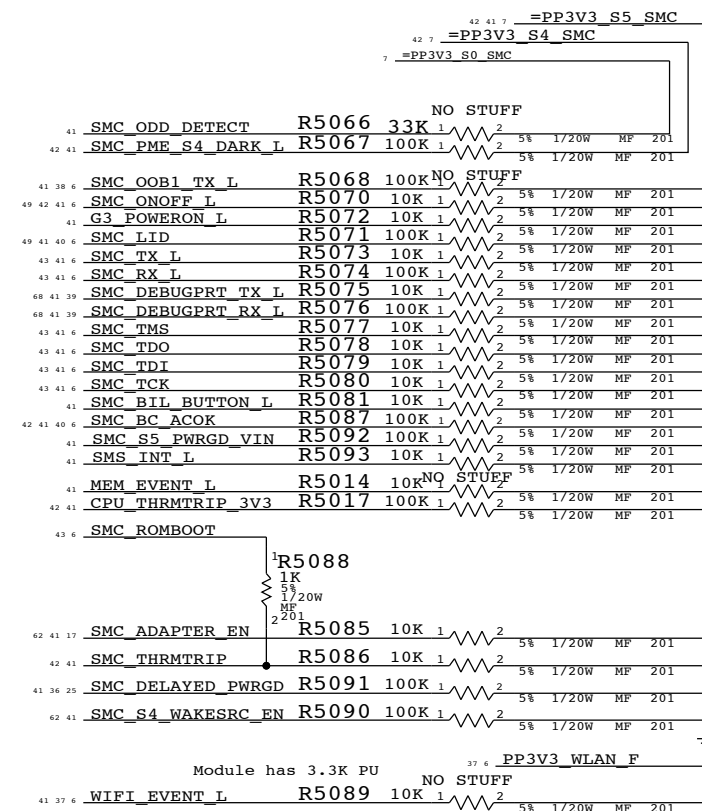 42 41 7 =PP3V3_S5_SMC
42 7 =PP3V3_S4_SMC
7 =PP3V3_S0_SMC
NO STUFF
41 SMC_ODD_DETECT R5066 33K 1 2 5% 1/20W MF 201
42 41 SMC_PME_S4_DARK_L R5067 100K 1 2 5% 1/20W MF 201
NO STUFF
41 38 6 SMC_OOB1_TX_L R5068 100K 1 2 5% 1/20W MF 201
49 42 41 6 SMC_ONOFF_L R5070 10K 1 2 5% 1/20W MF 201
41 G3_POWERON_L R5072 10K 1 2 5% 1/20W MF 201
49 41 40 6 SMC_LID R5071 100K 1 2 5% 1/20W MF 201
43 41 6 SMC_TX_L R5073 10K 1 2 5% 1/20W MF 201
43 41 6 SMC_RX_L R5074 100K 1 2 5% 1/20W MF 201
68 41 39 SMC_DEBUGPRT_TX_L R5075 10K 1 2 5% 1/20W MF 201
68 41 39 SMC_DEBUGPRT_RX_L R5076 100K 1 2 5% 1/20W MF 201
43 41 6 SMC_TMS R5077 10K 1 2 5% 1/20W MF 201
43 41 6 SMC_TDO R5078 10K 1 2 5% 1/20W MF 201
43 41 6 SMC_TDI R5079 10K 1 2 5% 1/20W MF 201
43 41 6 SMC_TCK R5080 10K 1 2 5% 1/20W MF 201
41 SMC_BIL_BUTTON_L R5081 10K 1 2 5% 1/20W MF 201
42 41 40 6 SMC_BC_ACOK R5087 100K 1 2 5% 1/20W MF 201
41 SMC_S5_PWRGD_VIN R5092 100K 1 2 5% 1/20W MF 201
41 SMS_INT_L R5093 10K 1 2 5% 1/20W MF 201
NO STUFF
41 MEM_EVENT_L R5014 10K 1 2 5% 1/20W MF 201
42 41 CPU_THRMTRIP_3V3 R5017 100K 1 2 5% 1/20W MF 201
43 6 SMC_ROMBOOT
1 R5088
1K
5%
1/20W
MF
2 201
62 41 17 SMC_ADAPTER_EN R5085 10K 1 2 5% 1/20W MF 201
42 41 SMC_THRMTRIP R5086 10K 1 2 5% 1/20W MF 201
41 36 25 SMC_DELAYED_PWRGD R5091 100K 1 2 5% 1/20W MF 201
62 41 SMC_S4_WAKESRC_EN R5090 100K 1 2 5% 1/20W MF 201
37 6 PP3V3_WLAN_F
Module has 3.3K PU
NO STUFF
41 37 6 WIFI_EVENT_L R5089 10K 1 2 5% 1/20W MF 201